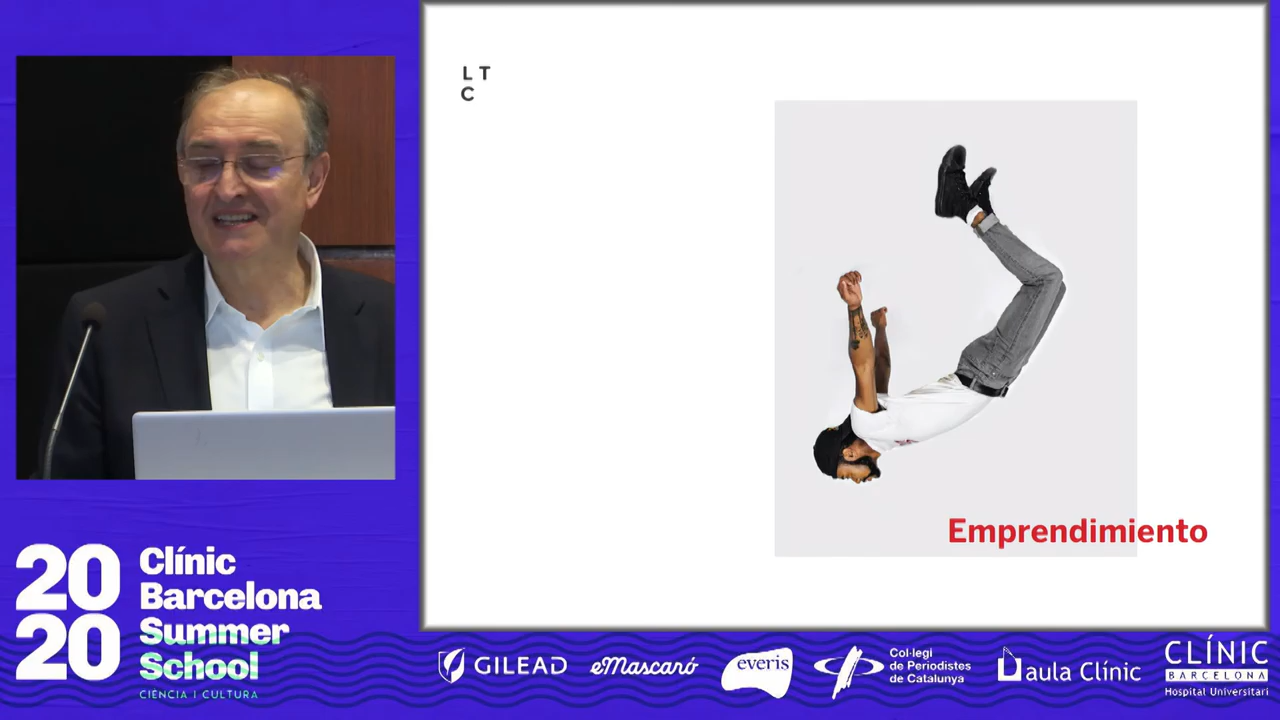 L T
C
Emprendimiento
20
20
Clínic
Barcelona
Summer
School
CIÈNCIA I CULTURA
GILEAD
eMascaró
everis
Col·legi
de Periodistes
de Catalunya
aula Clínic
CLÍNIC
BARCELONA
Hospital Universitari